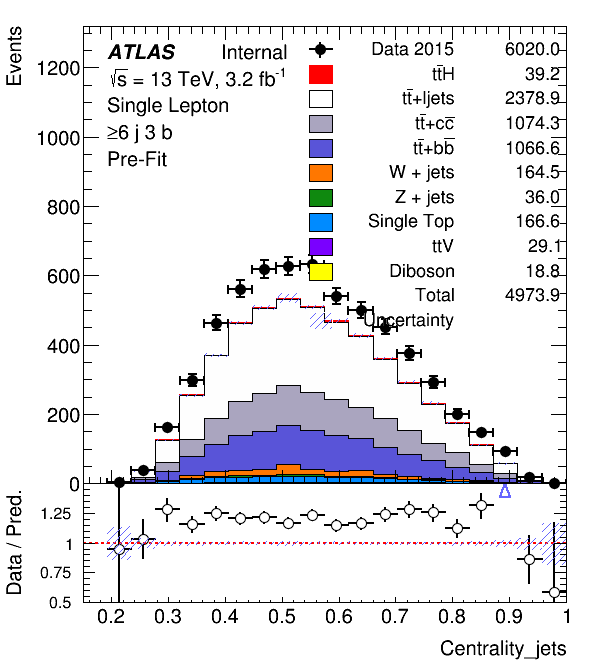 Events
ATLAS Internal
√s = 13 TeV, 3.2 fb⁻¹
Single Lepton
≥6 j 3 b
Pre-Fit
Data 2015 6020.0
tt̄H 39.2
tt̄+ljets 2378.9
tt̄+cc̄ 1074.3
tt̄+bb̄ 1066.6
W + jets 164.5
Z + jets 36.0
Single Top 166.6
ttV 29.1
Diboson 18.8
Total 4973.9
Uncertainty
1200
1000
800
600
400
200
0
Data / Pred.
1.25
1
0.75
0.5
0.2 0.3 0.4 0.5 0.6 0.7 0.8 0.9 1
Centrality_jets